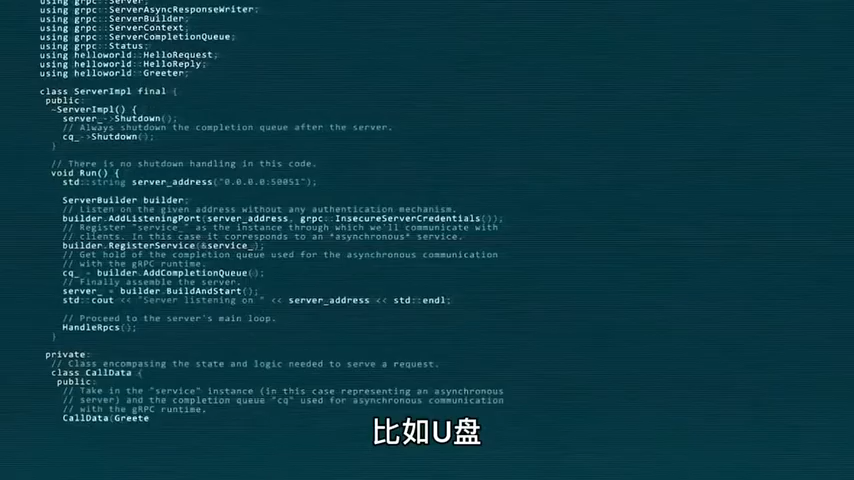 using grpc::Server;
using grpc::ServerAsyncResponseWriter;
using grpc::ServerBuilder;
using grpc::ServerContext;
using grpc::ServerCompletionQueue;
using grpc::Status;
using helloworld::HelloRequest;
using helloworld::HelloReply;
using helloworld::Greeter;
class ServerImpl final {
public:
~ServerImpl() {
server_->Shutdown();
// Always shutdown the completion queue after the server.
cq_->Shutdown();
}
// There is no shutdown handling in this code.
void Run() {
std::string server_address("0.0.0.0:50051");
ServerBuilder builder;
// Listen on the given address without any authentication mechanism.
builder.AddListeningPort(server_address, grpc::InsecureServerCredentials());
// Register "service_" as the instance through which we'll communicate with
// clients. In this case it corresponds to an *asynchronous* service.
builder.RegisterService(&service_);
// Get hold of the completion queue used for the asynchronous communication
// with the gRPC runtime.
cq_ = builder.AddCompletionQueue();
// Finally assemble the server.
server_ = builder.BuildAndStart();
std::cout << "Server listening on " << server_address << std::endl;
// Proceed to the server's main loop.
HandleRpcs();
}
private:
// Class encompasing the state and logic needed to serve a request.
class CallData {
public:
// Take in the "service" instance (in this case representing an asynchronous
// server) and the completion queue "cq" used for asynchronous communication
// with the gRPC runtime.
CallData(Greete
比如U盘